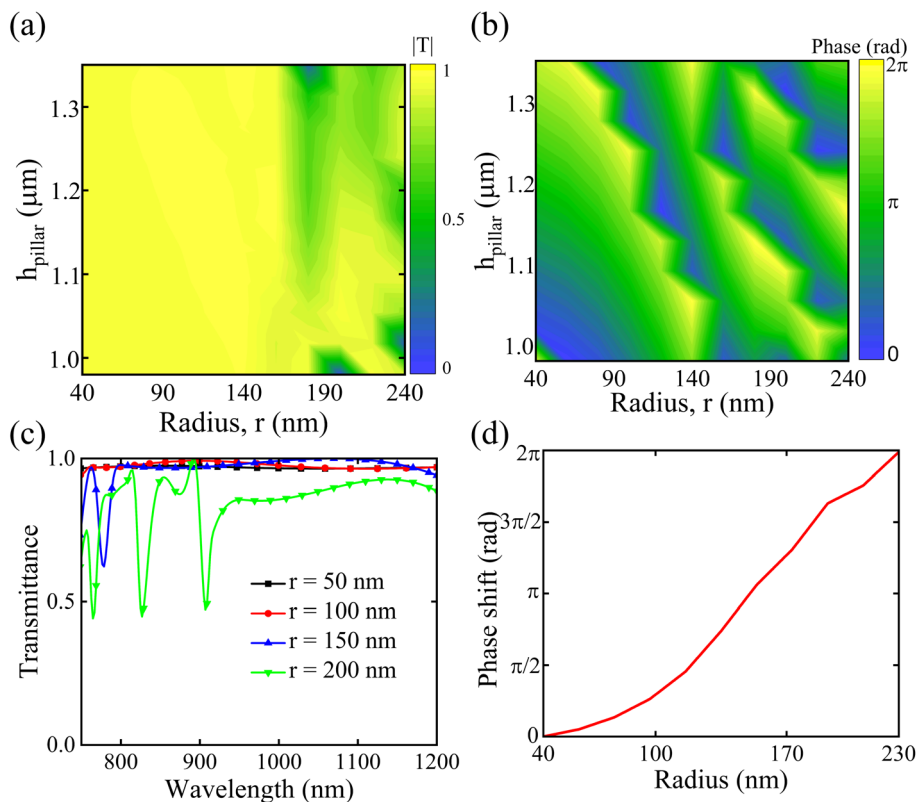 (a)
|T|
1
0.5
0
1.3
1.2
1.1
1.0
h_pillar (μm)
40 90 140 190 240
Radius, r (nm)
(b)
Phase (rad)
2π
π
0
1.3
1.2
1.1
1.0
h_pillar (μm)
40 90 140 190 240
Radius, r (nm)
(c)
1.0
0.5
0.0
Transmittance
r = 50 nm
r = 100 nm
r = 150 nm
r = 200 nm
800 900 1000 1100 1200
Wavelength (nm)
(d)
2π
3π/2
π
π/2
0
Phase shift (rad)
40 100 170 230
Radius (nm)